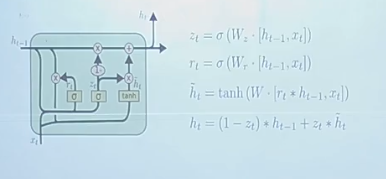 h_t
h_{t-1}
r_t z_t h̃_t
σ σ tanh
x_t
z_t = σ (W_z · [h_{t-1}, x_t])
r_t = σ (W_r · [h_{t-1}, x_t])
h̃_t = tanh (W · [r_t * h_{t-1}, x_t])
h_t = (1 − z_t) * h_{t-1} + z_t * h̃_t